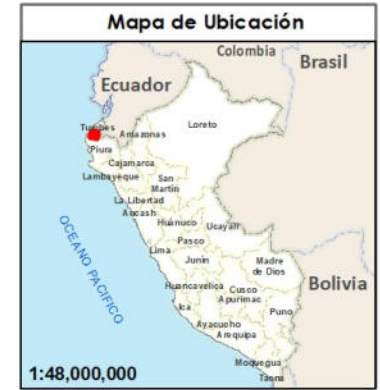 Mapa de Ubicación
Colombia
Brasil
Ecuador
Loreto
Tumbes
Amazonas
Piura
Cajamarca
Lambayeque
San
Martin
La Libertad
Ancash
Huánuco
Ucayali
Pasco
Lima
Junin
Madre
de Dios
Huancavelica
Cusco
Apurimac
Bolivia
Ica
Puno
Ayacucho
Arequipa
Moquegua
Tacna
OCEANO PACIFICO
1:48,000,000